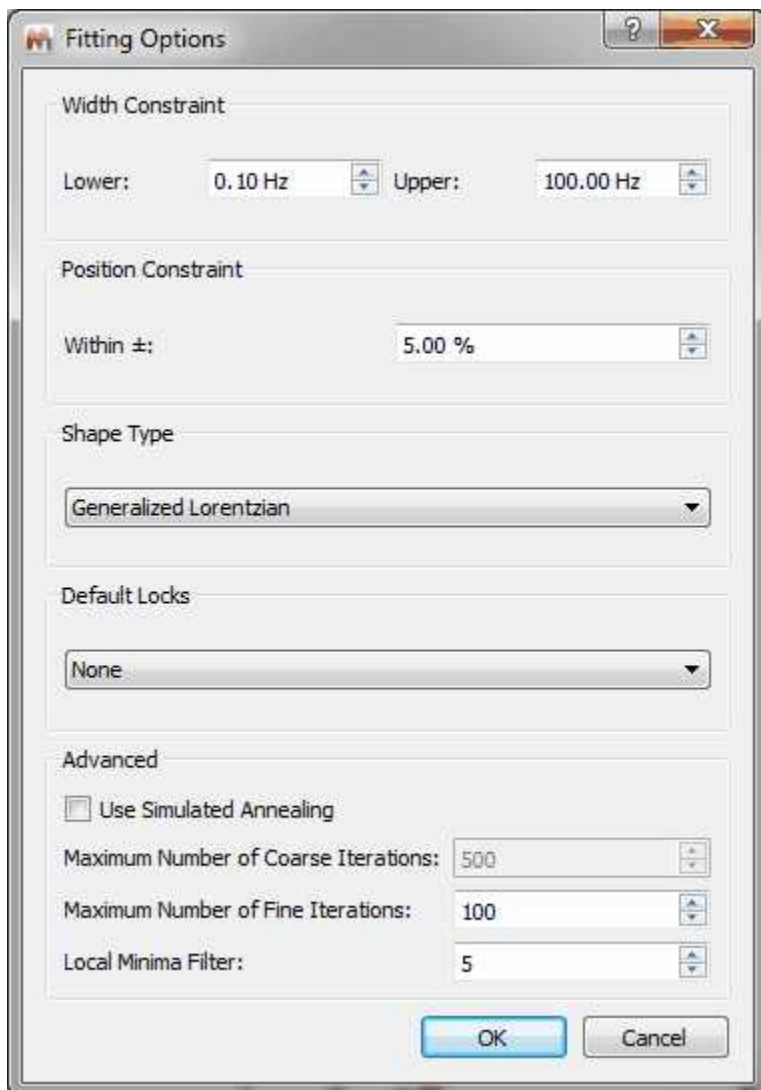 Fitting Options
Width Constraint
Lower: 0.10 Hz Upper: 100.00 Hz
Position Constraint
Within ±: 5.00 %
Shape Type
Generalized Lorentzian
Default Locks
None
Advanced
Use Simulated Annealing
Maximum Number of Coarse Iterations: 500
Maximum Number of Fine Iterations: 100
Local Minima Filter: 5
OK Cancel